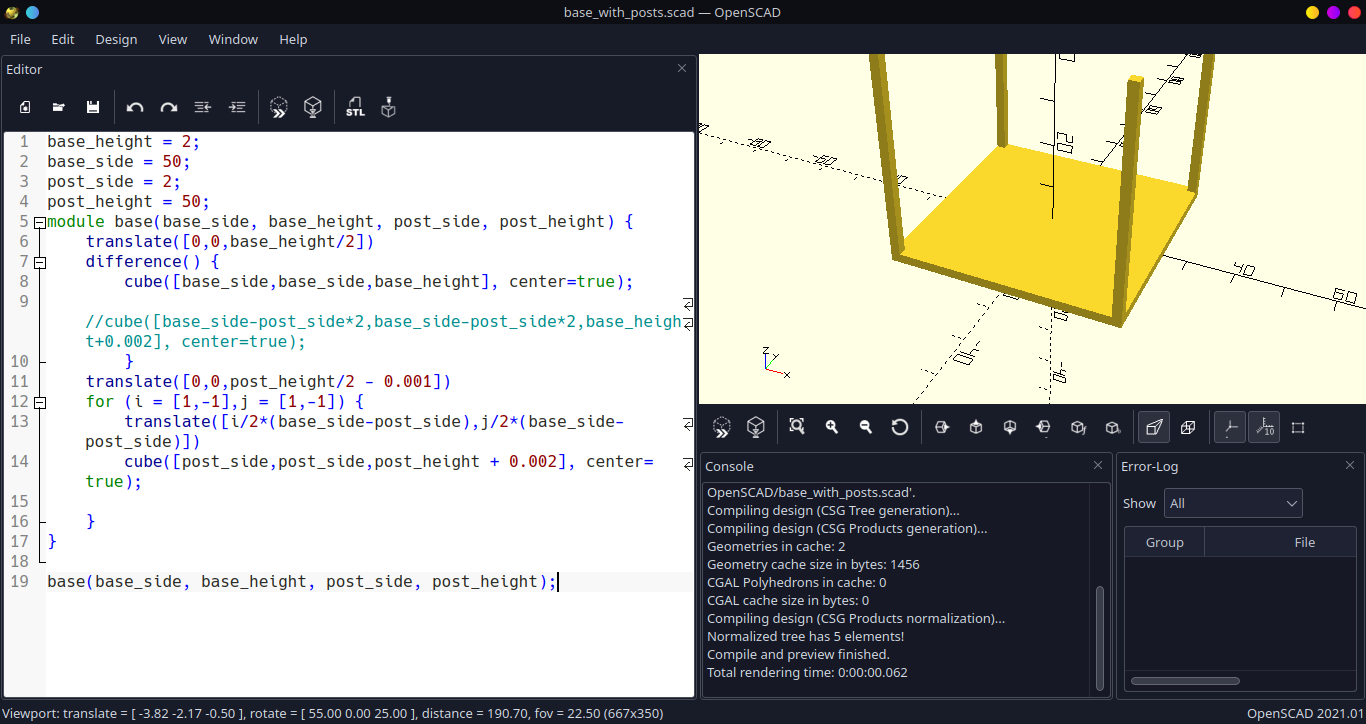 base_with_posts.scad — OpenSCAD
File Edit Design View Window Help
Editor
STL
1 base_height = 2;
2 base_side = 50;
3 post_side = 2;
4 post_height = 50;
5 module base(base_side, base_height, post_side, post_height) {
6 translate([0,0,base_height/2])
7 difference() {
8 cube([base_side,base_side,base_height], center=true);
9
//cube([base_side-post_side*2,base_side-post_side*2,base_heigh
t+0.002], center=true);
10 }
11 translate([0,0,post_height/2 - 0.001])
12 for (i = [1,-1],j = [1,-1]) {
13 translate([i/2*(base_side-post_side),j/2*(base_side-
post_side)])
14 cube([post_side,post_side,post_height + 0.002], center=
true);
15
16 }
17 }
18
19 base(base_side, base_height, post_side, post_height);
20
40
60
Z
Y
X
10
Console
OpenSCAD/base_with_posts.scad'.
Compiling design (CSG Tree generation)...
Compiling design (CSG Products generation)...
Geometries in cache: 2
Geometry cache size in bytes: 1456
CGAL Polyhedrons in cache: 0
CGAL cache size in bytes: 0
Compiling design (CSG Products normalization)...
Normalized tree has 5 elements!
Compile and preview finished.
Total rendering time: 0:00:00.062
Error-Log
Show All
Group File
Viewport: translate = [ -3.82 -2.17 -0.50 ], rotate = [ 55.00 0.00 25.00 ], distance = 190.70, fov = 22.50 (667x350)
OpenSCAD 2021.01